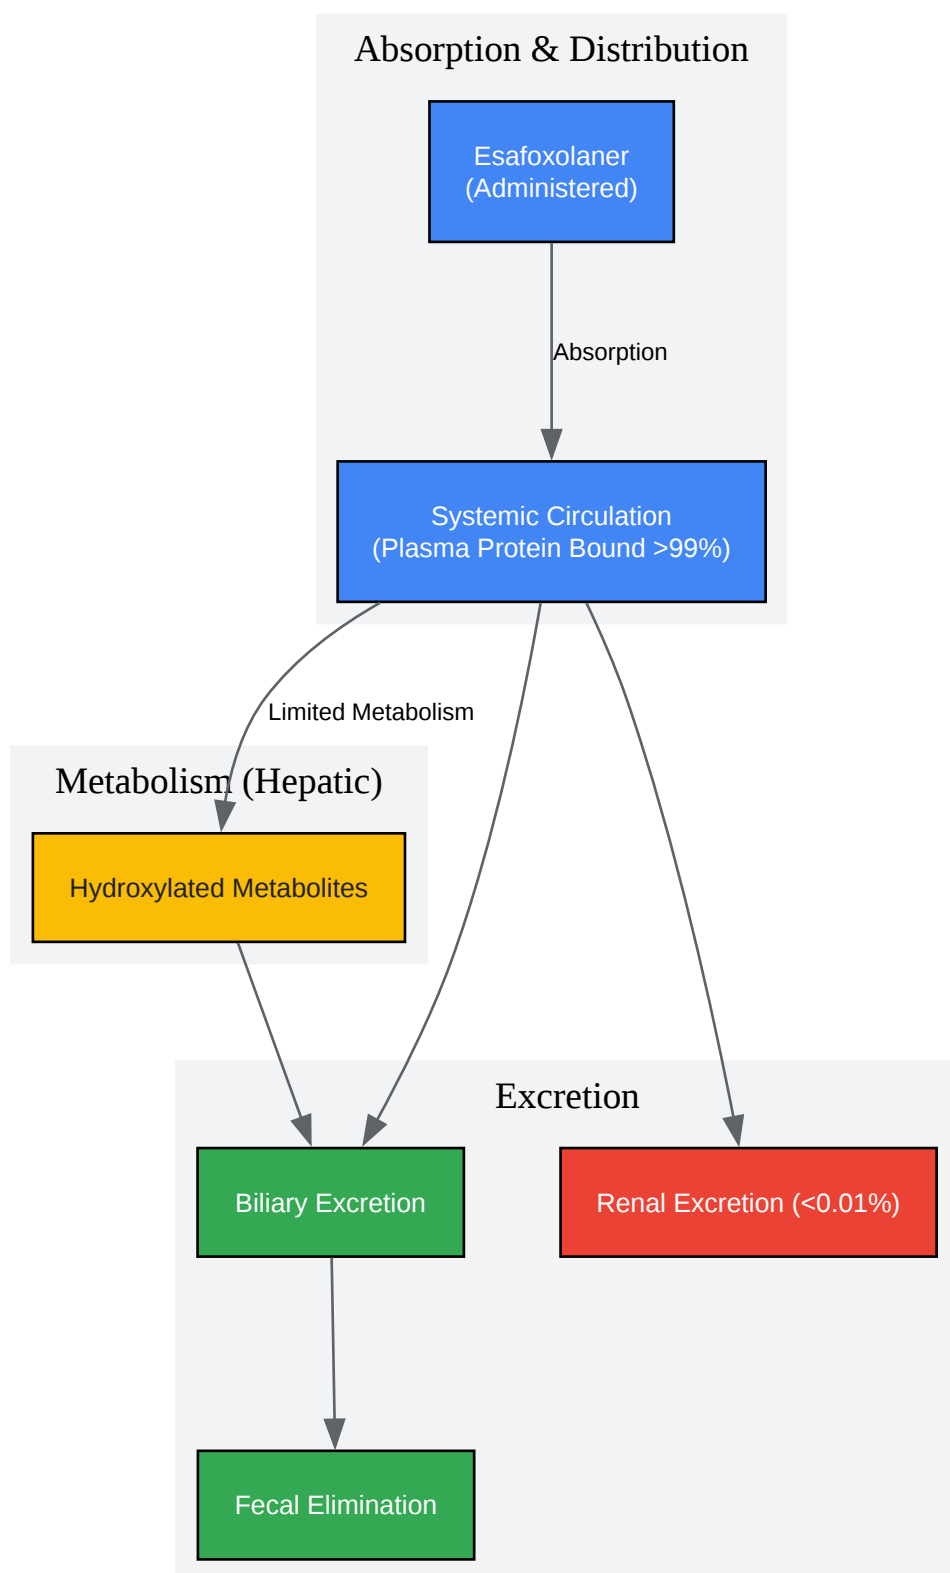 Absorption & Distribution
Esafoxolaner
(Administered)
Absorption
Systemic Circulation
(Plasma Protein Bound >99%)
Limited Metabolism
Metabolism (Hepatic)
Hydroxylated Metabolites
Excretion
Biliary Excretion
Renal Excretion (<0.01%)
Fecal Elimination